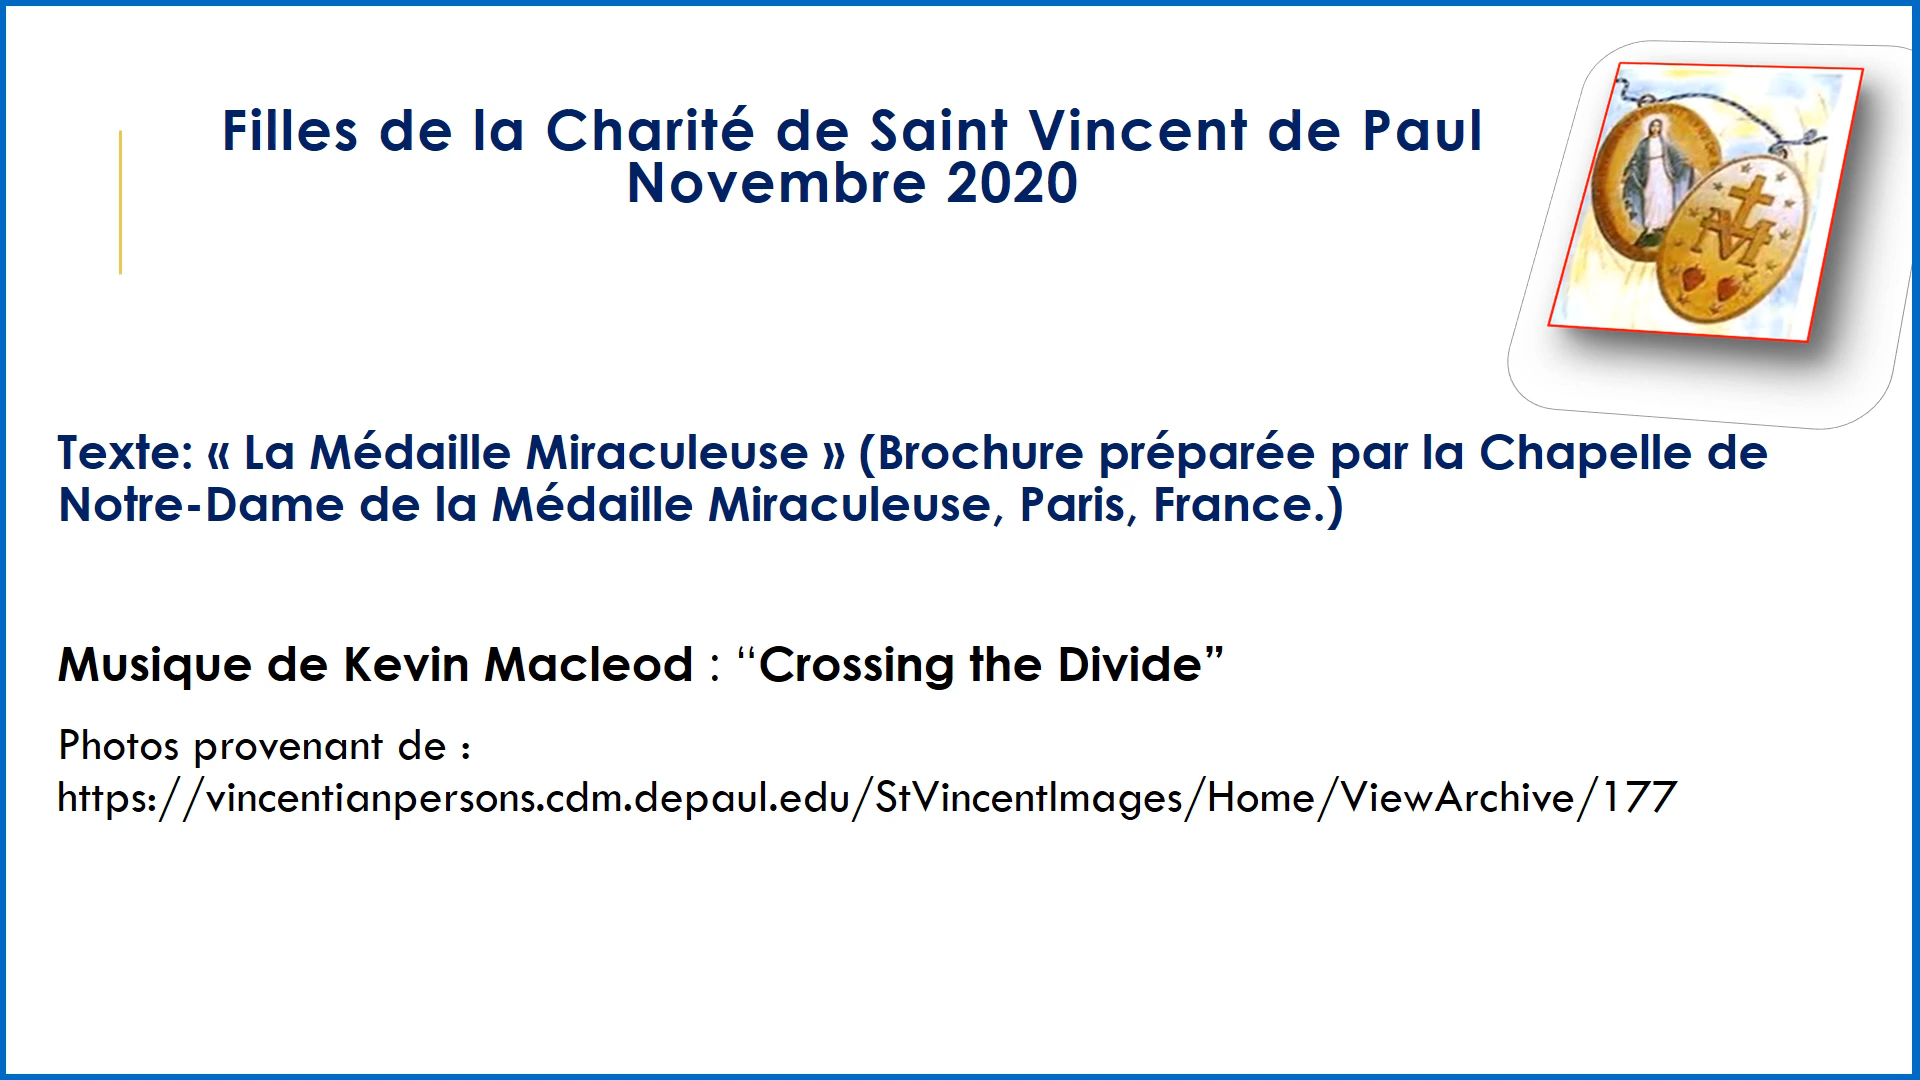 Filles de la Charité de Saint Vincent de Paul
Novembre 2020
Texte: « La Médaille Miraculeuse » (Brochure préparée par la Chapelle de
Notre-Dame de la Médaille Miraculeuse, Paris, France.)
Musique de Kevin Macleod : “Crossing the Divide”
Photos provenant de :
https://vincentianpersons.cdm.depaul.edu/StVincentImages/Home/ViewArchive/177